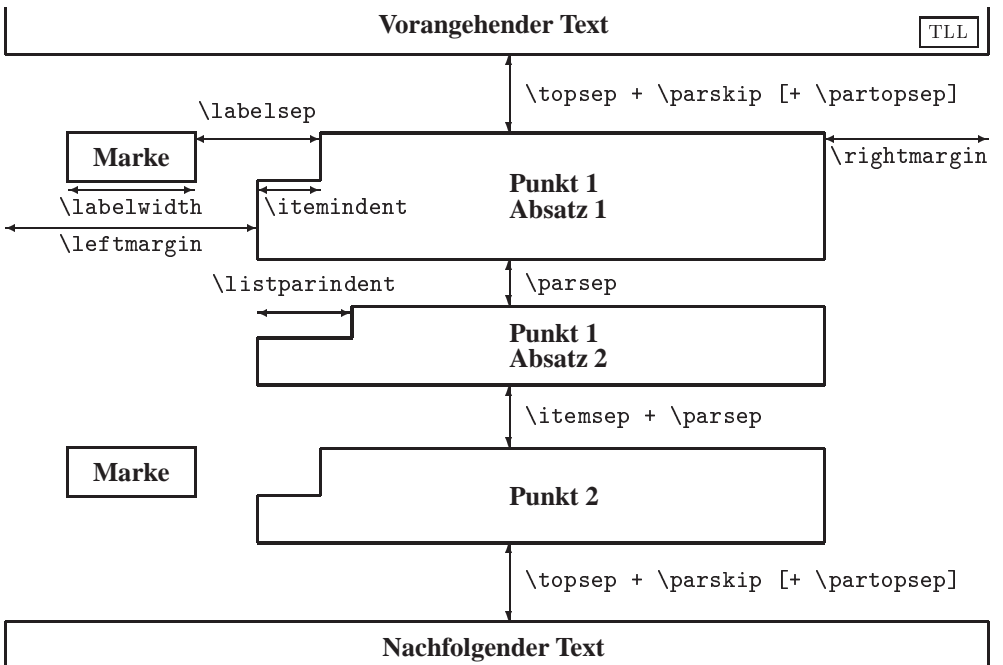 Vorangehender Text
TLL
\topsep + \parskip [+ \partopsep]
\labelsep
Marke
\rightmargin
Punkt 1
Absatz 1
\labelwidth
\itemindent
\leftmargin
\listparindent
\parsep
Punkt 1
Absatz 2
\itemsep + \parsep
Marke
Punkt 2
\topsep + \parskip [+ \partopsep]
Nachfolgender Text